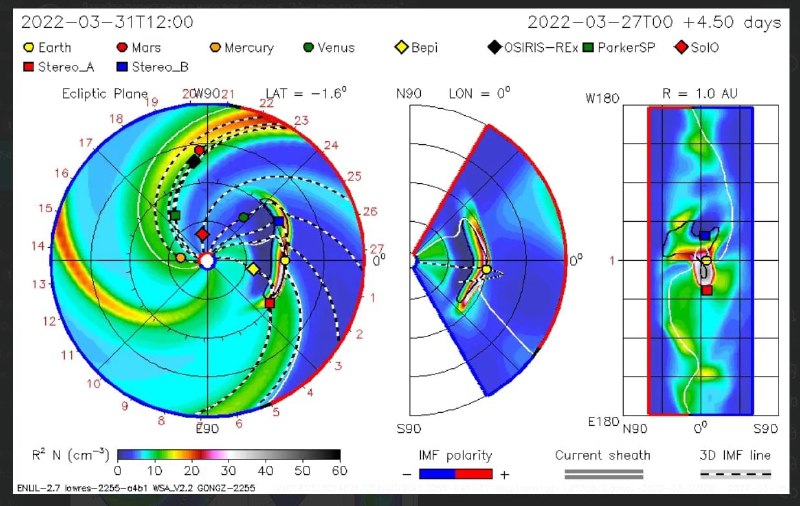 2022-03-31T12:00 2022-03-27T00 +4.50 days
Earth Mars Mercury Venus Bepi OSIRIS-REx ParkerSP SolO
Stereo_A Stereo_B
Ecliptic Plane W90 LAT = -1.6° N90 LON = 0° R = 1.0 AU
W180
20 21
19 22
18 23
17 24
16 25
15 26
14 27 0° 0° 1
13 1
12 2
11 3
10 4
9 5
8 7 6
E90 S90 E180
N90 0° S90
R² N (cm⁻³) 0 10 20 30 40 50 60
IMF polarity - + Current sheath 3D IMF line
ENLIL-2.7 lowres-2255-a4b1 WSA_V2.2 GONGZ-2255